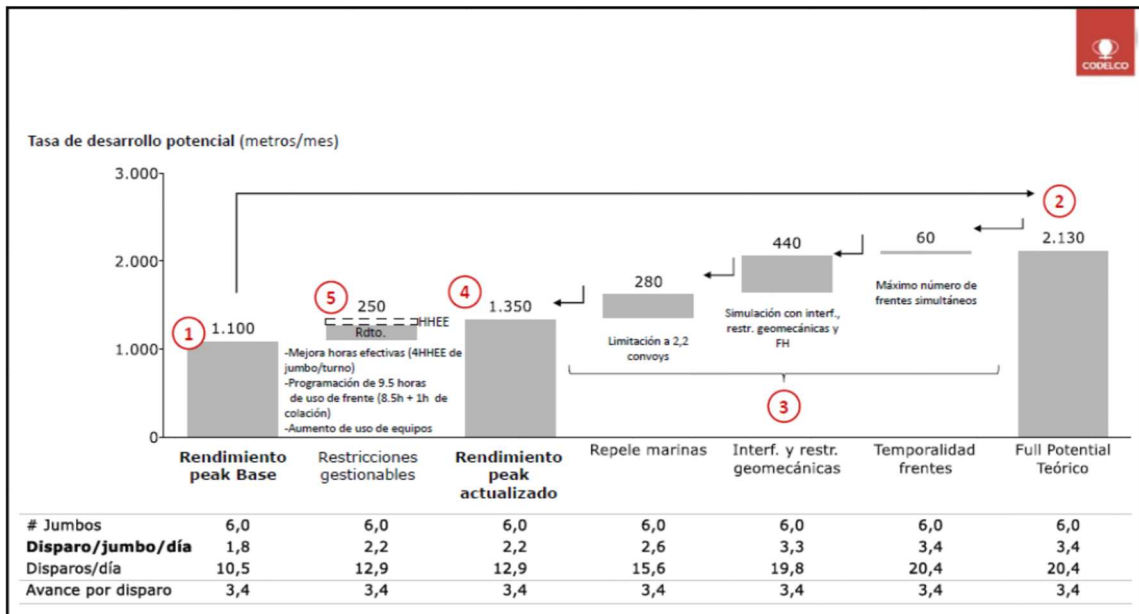 CODELCO
Tasa de desarrollo potencial (metros/mes)
3.000
2.000
1.000
0
1
1.100
5
250
HHEE
Rdto.
-Mejora horas efectivas (4HHEE de
jumbo/turno)
-Programación de 9.5 horas
de uso de frente (8.5h + 1h de
colación)
-Aumento de uso de equipos
4
1.350
280
Limitación a 2,2
convoys
440
Simulación con interf.,
restr. geomecánicas y
FH
60
Máximo número de
frentes simultáneos
3
2
2.130
Rendimiento
peak Base
Restricciones
gestionables
Rendimiento
peak
actualizado
Repele marinas
Interf. y restr.
geomecánicas
Temporalidad
frentes
Full Potential
Teórico
# Jumbos 6,0 6,0 6,0 6,0 6,0 6,0 6,0
Disparo/jumbo/día 1,8 2,2 2,2 2,6 3,3 3,4 3,4
Disparos/día 10,5 12,9 12,9 15,6 19,8 20,4 20,4
Avance por disparo 3,4 3,4 3,4 3,4 3,4 3,4 3,4